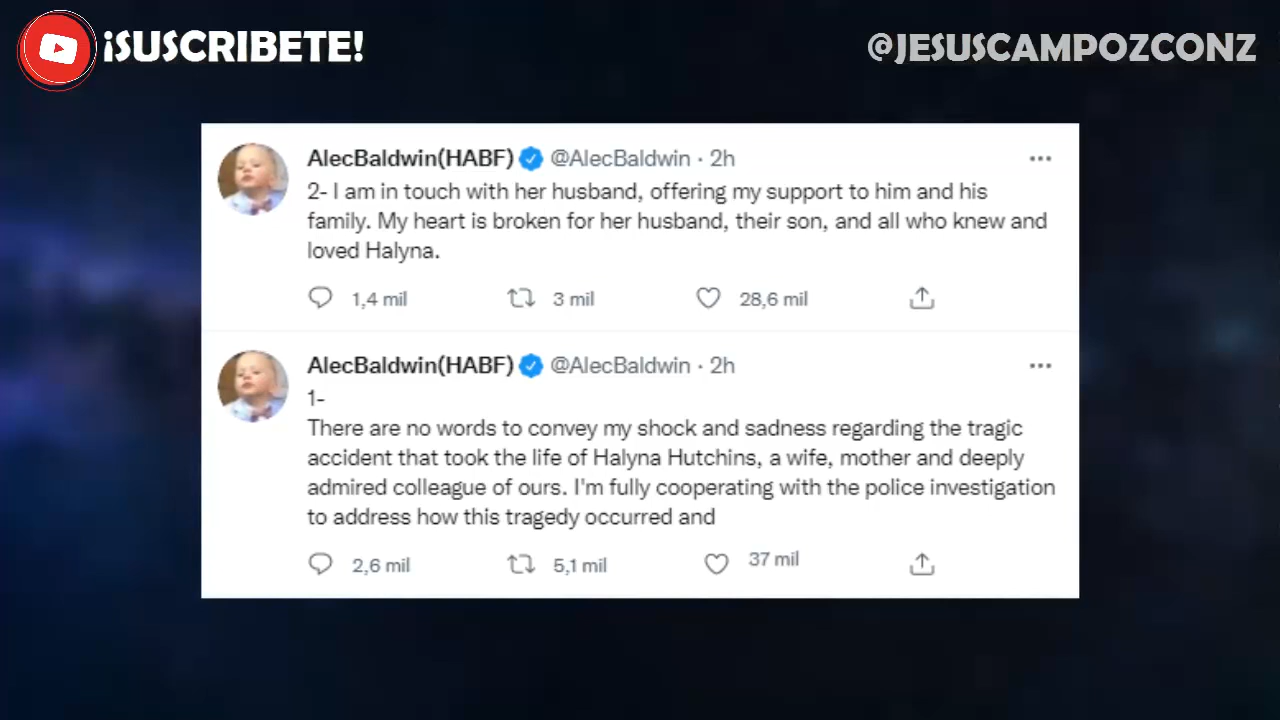 ¡SUSCRIBETE!
@JESUSCAMPOZCONZ
AlecBaldwin(HABF) @AlecBaldwin · 2h
2- I am in touch with her husband, offering my support to him and his
family. My heart is broken for her husband, their son, and all who knew and
loved Halyna.
1,4 mil 3 mil 28,6 mil
AlecBaldwin(HABF) @AlecBaldwin · 2h
1-
There are no words to convey my shock and sadness regarding the tragic
accident that took the life of Halyna Hutchins, a wife, mother and deeply
admired colleague of ours. I'm fully cooperating with the police investigation
to address how this tragedy occurred and
2,6 mil 5,1 mil 37 mil